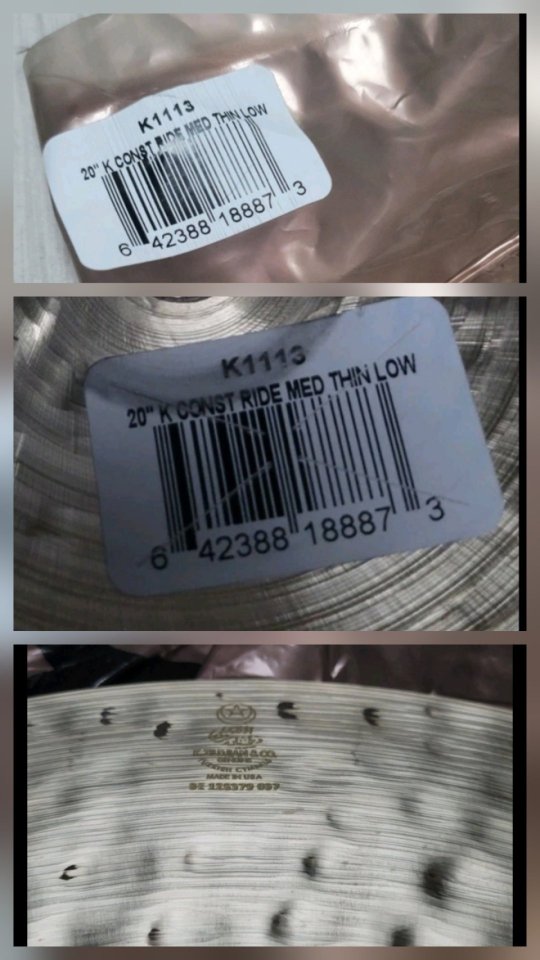 K1113
20" K CONST RIDE MED THIN LOW
6 42388 18887 3
K1113
20" K CONST RIDE MED THIN LOW
6 42388 18887 3
ZILDJIAN & CO.
MADE IN USA